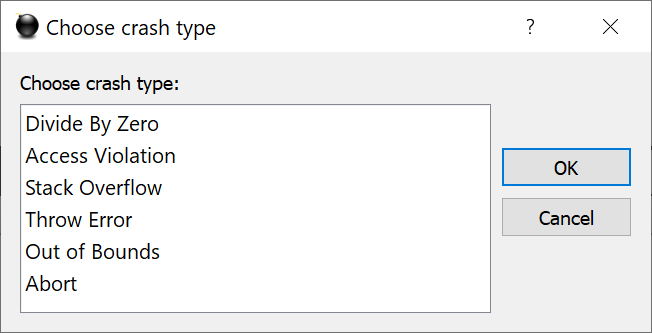 Choose crash type
?
Choose crash type:
Divide By Zero
Access Violation
Stack Overflow
Throw Error
Out of Bounds
Abort
OK
Cancel